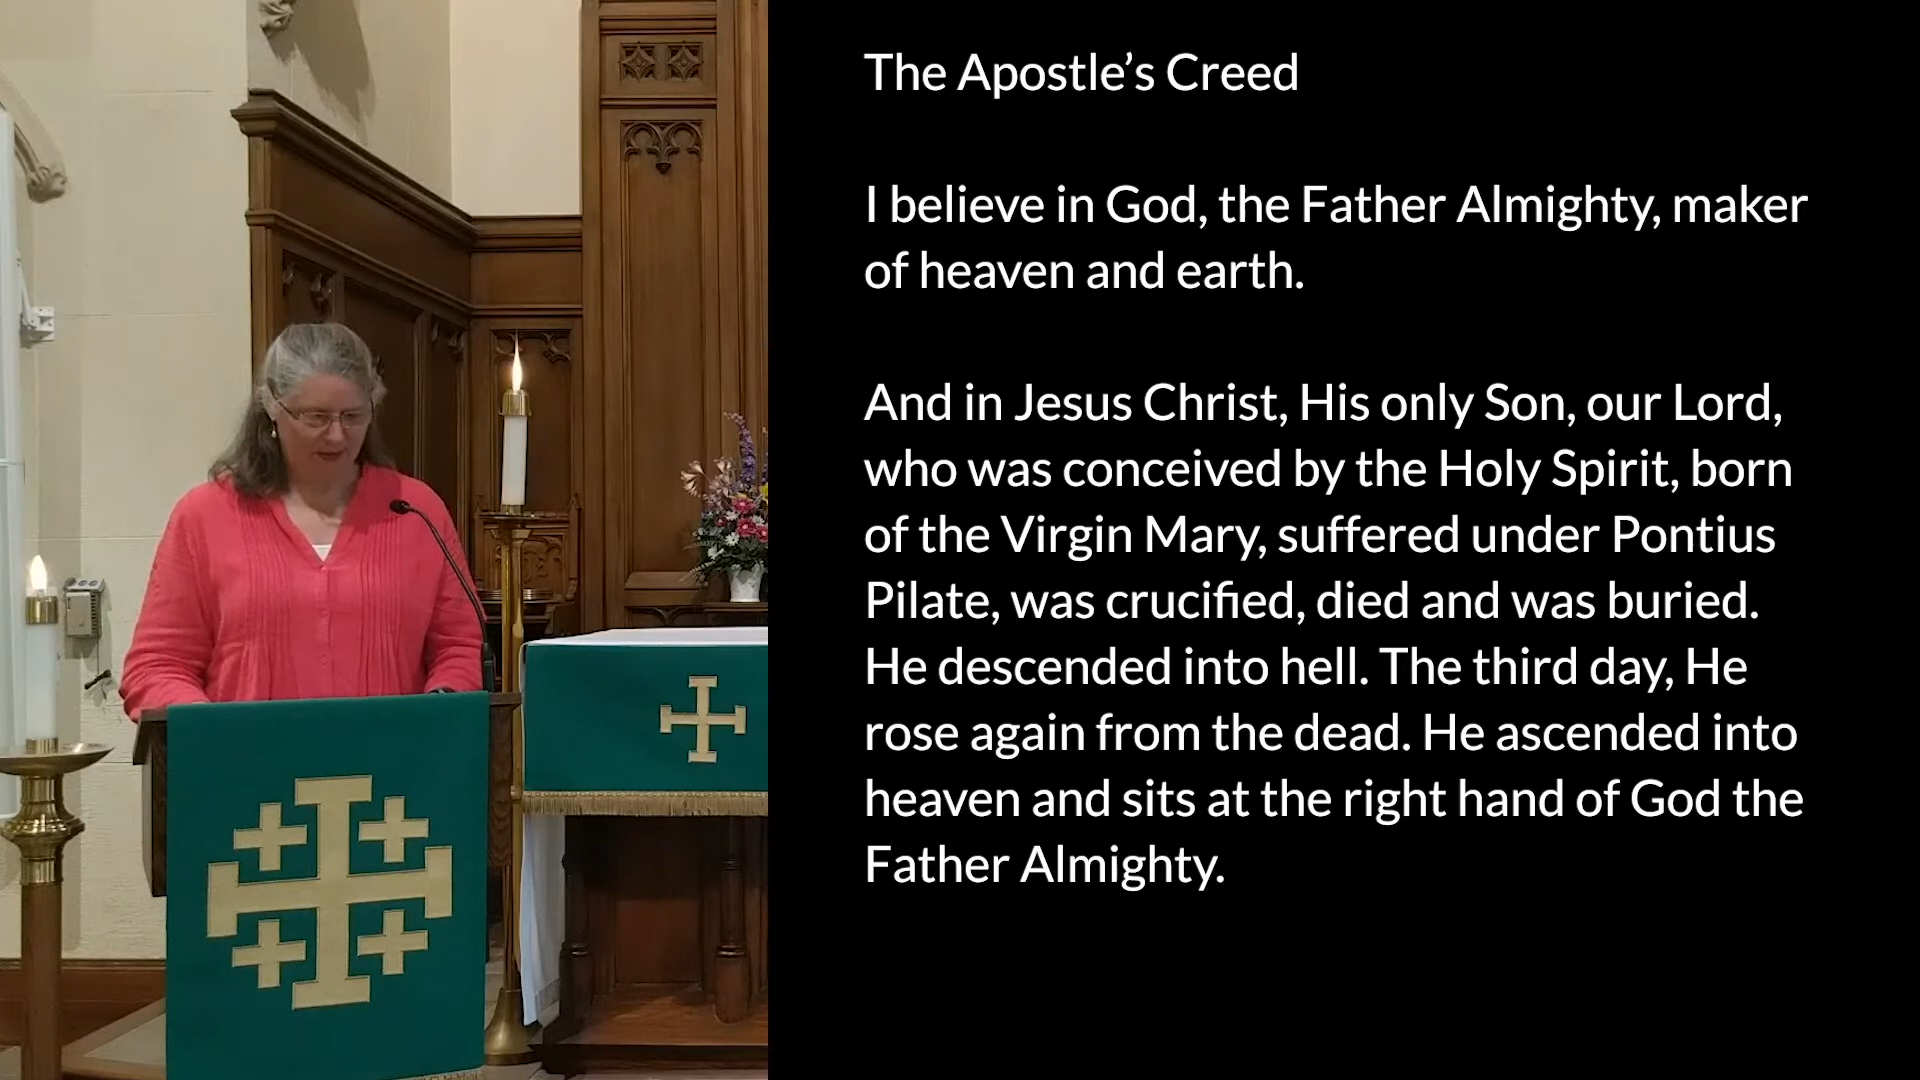 The Apostle’s Creed
I believe in God, the Father Almighty, maker
of heaven and earth.
And in Jesus Christ, His only Son, our Lord,
who was conceived by the Holy Spirit, born
of the Virgin Mary, suffered under Pontius
Pilate, was crucified, died and was buried.
He descended into hell. The third day, He
rose again from the dead. He ascended into
heaven and sits at the right hand of God the
Father Almighty.